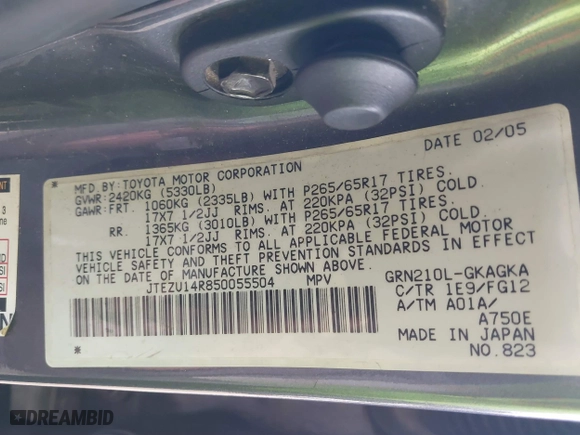 DATE 02/05
MFD.BY:TOYOTA MOTOR CORPORATION
GVWR:2420KG (5330LB)
GAWR:FRT. 1060KG (2335LB) WITH P265/65R17 TIRES.
17X7 1/2JJ RIMS. AT 220KPA (32PSI) COLD.
RR. 1365KG (3010LB) WITH P265/65R17 TIRES.
17X7 1/2JJ RIMS. AT 220KPA (32PSI) COLD.
THIS VEHICLE CONFORMS TO ALL APPLICABLE FEDERAL MOTOR
VEHICLE SAFETY AND THEFT PREVENTION STANDARDS IN EFFECT
ON THE DATE OF MANUFACTURE SHOWN ABOVE.
JTEZU14R850055504 MPV
GRN210L-GKAGKA
C/TR 1E9/FG12
A/TM A01A/
A750E
MADE IN JAPAN
NO.823
DREAMBID